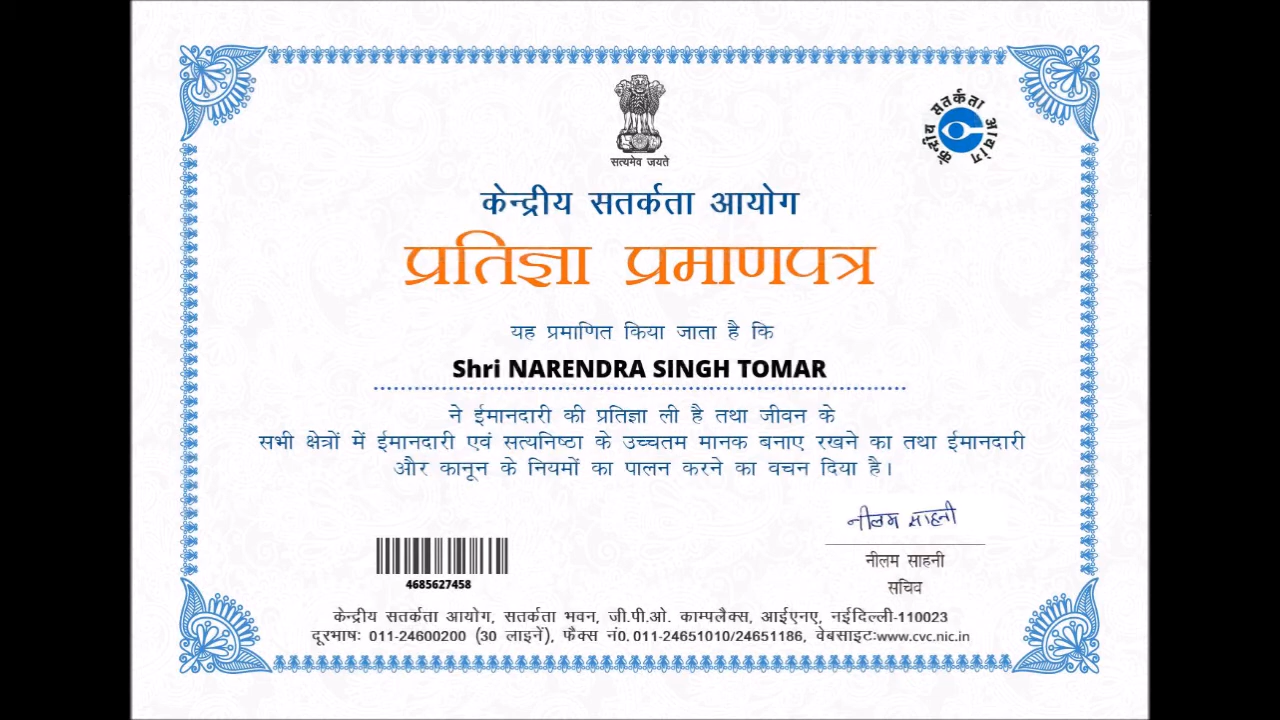 सत्यमेव जयते
केन्द्रीय सतर्कता आयोग
केन्द्रीय सतर्कता आयोग
प्रतिज्ञा प्रमाणपत्र
यह प्रमाणित किया जाता है कि
Shri NARENDRA SINGH TOMAR
ने ईमानदारी की प्रतिज्ञा ली है तथा जीवन के
सभी क्षेत्रों में ईमानदारी एवं सत्यनिष्ठा के उच्चतम मानक बनाए रखने का तथा ईमानदारी
और कानून के नियमों का पालन करने का वचन दिया है।
नीलम साहनी
4685627458
नीलम साहनी
सचिव
केन्द्रीय सतर्कता आयोग, सतर्कता भवन, जी.पी.ओ. काम्पलैक्स, आईएनए, नईदिल्ली-110023
दूरभाषः 011-24600200 (30 लाइनें), फैक्स नं0. 011-24651010/24651186, वेबसाइटःwww.cvc.nic.in